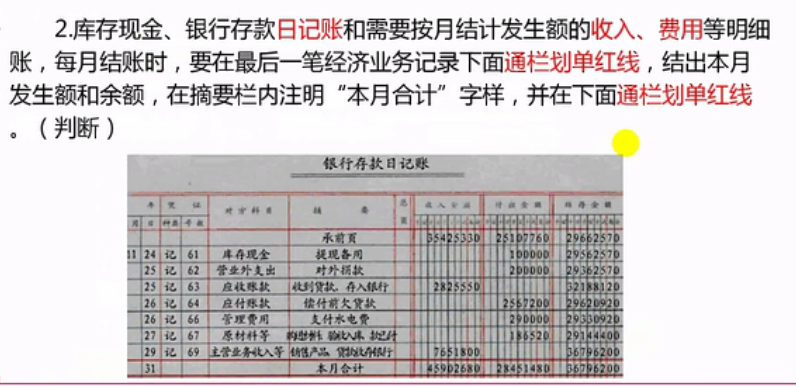 2.库存现金、银行存款日记账和需要按月结计发生额的收入、费用等明细
账，每月结账时，要在最后一笔经济业务记录下面通栏划单红线，结出本月
发生额和余额，在摘要栏内注明“本月合计”字样，并在下面通栏划单红线
。（判断）
银行存款日记账
年 凭 证 对方科目 摘 要 收入金额 付出金额 结存金额
月 日 种类 号数
承前页 35425330 25107760 29662570
11 24 记 61 库存现金 提现备用 100000 29562570
25 记 62 营业外支出 对外捐款 200000 29362570
25 记 63 应收账款 收到货款，存入银行 2825550 32188120
26 记 64 应付账款 偿付前欠货款 2567200 29620920
26 记 66 管理费用 支付水电费 290000 29330920
27 记 67 原材料等 验收入库 186520 29144400
29 记 69 主营业务收入等 销售产品 货款收存银行 7651800 36796200
31 本月合计 45902680 28451480 36796200